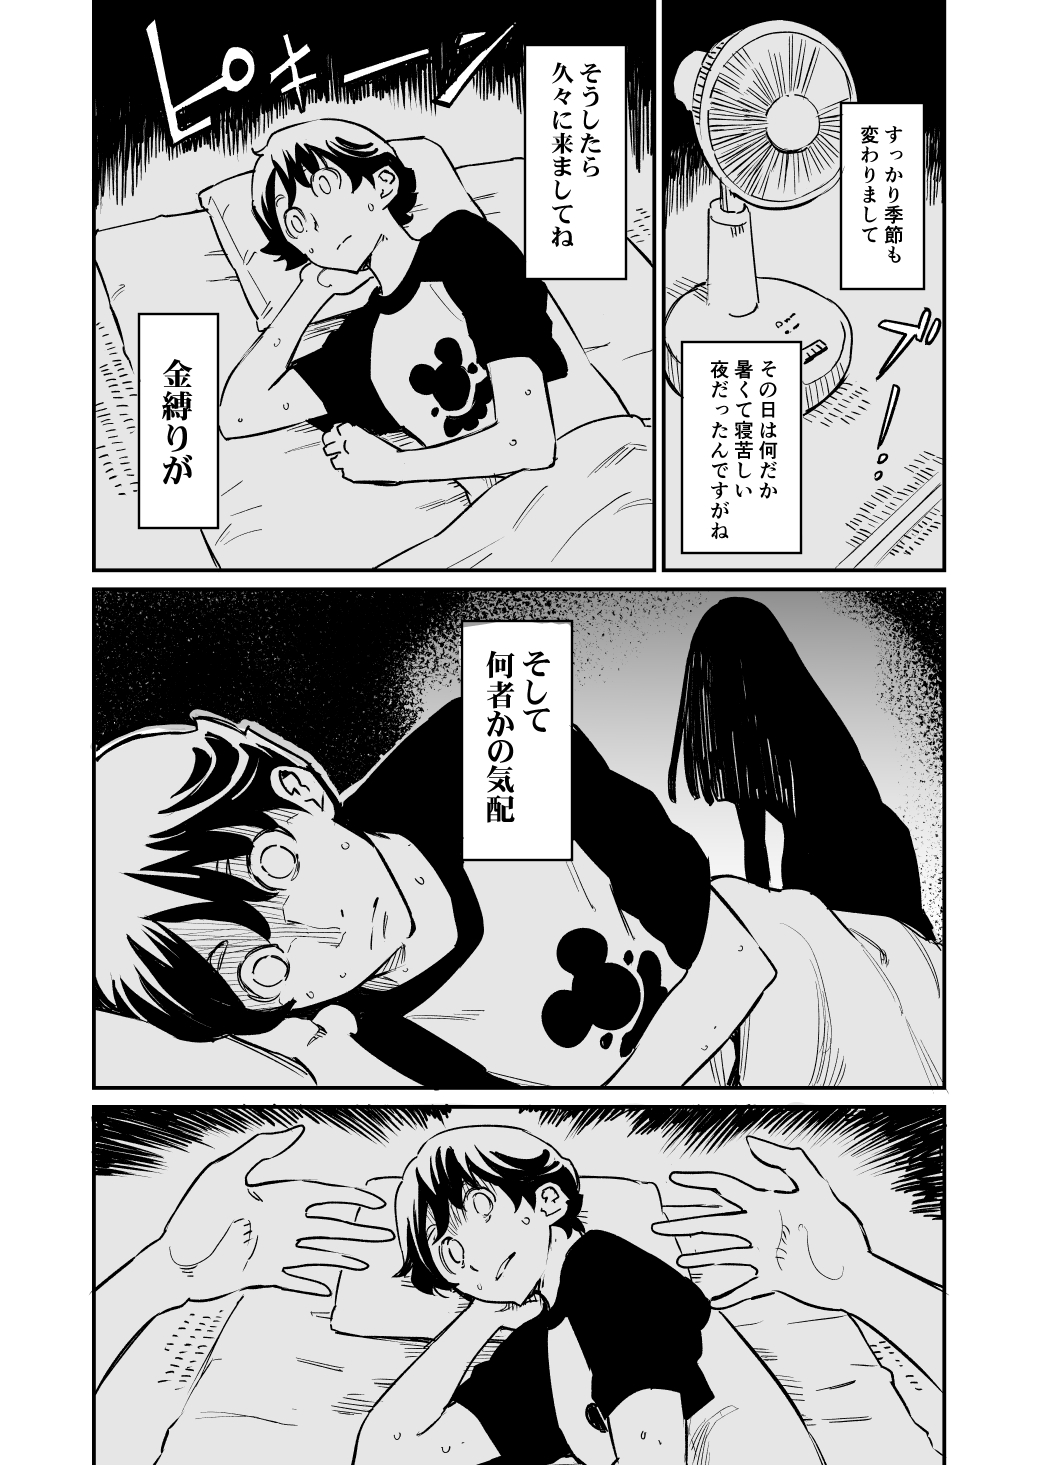 すっかり季節も
変わりまして
ブ゙…。。
その日は何だか
暑くて寝苦しい
夜だったんですがね
ピキーン
そうしたら
久々に来ましてね
金縛りが
そして
何者かの気配